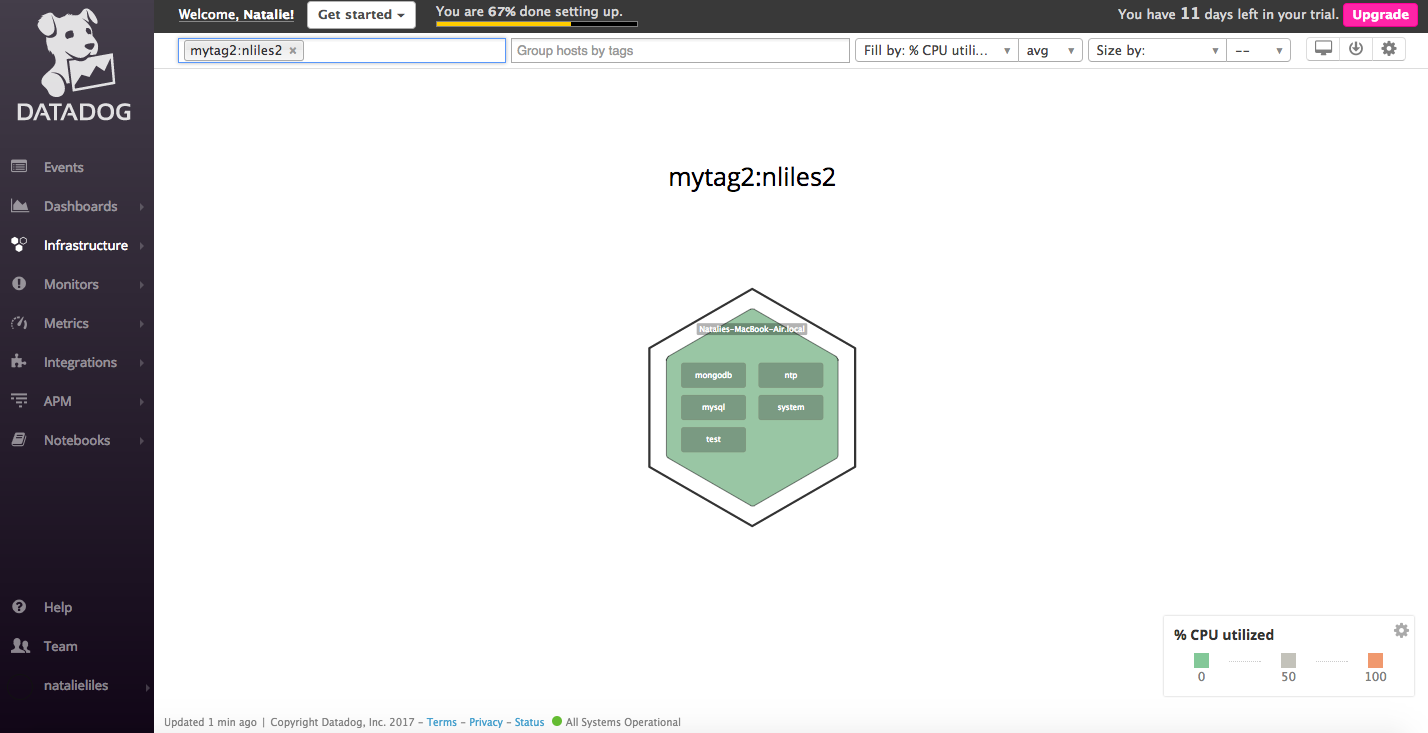 DATADOG
Events
Dashboards
Infrastructure
Monitors
Metrics
Integrations
APM
Notebooks
Help
Team
natalieliles
Welcome, Natalie!
Get started
You are 67% done setting up.
You have 11 days left in your trial.
Upgrade
mytag2:nliles2 ×
Group hosts by tags
Fill by: % CPU utili...
avg
Size by:
--
mytag2:nliles2
Natalies-MacBook-Air.local
mongodb ntp
mysql system
test
% CPU utilized
0 50 100
Updated 1 min ago | Copyright Datadog, Inc. 2017 – Terms – Privacy – Status All Systems Operational